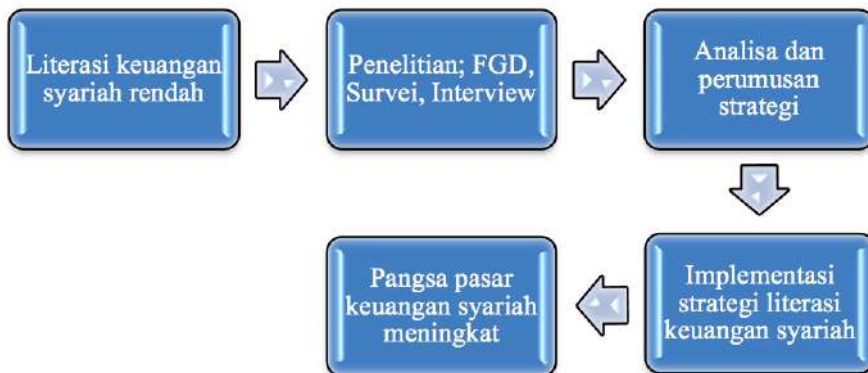 Literasi keuangan
syariah rendah
Penelitian; FGD,
Survei, Interview
Analisa dan
perumusan
strategi
Implementasi
strategi literasi
keuangan syariah
Pangsa pasar
keuangan syariah
meningkat